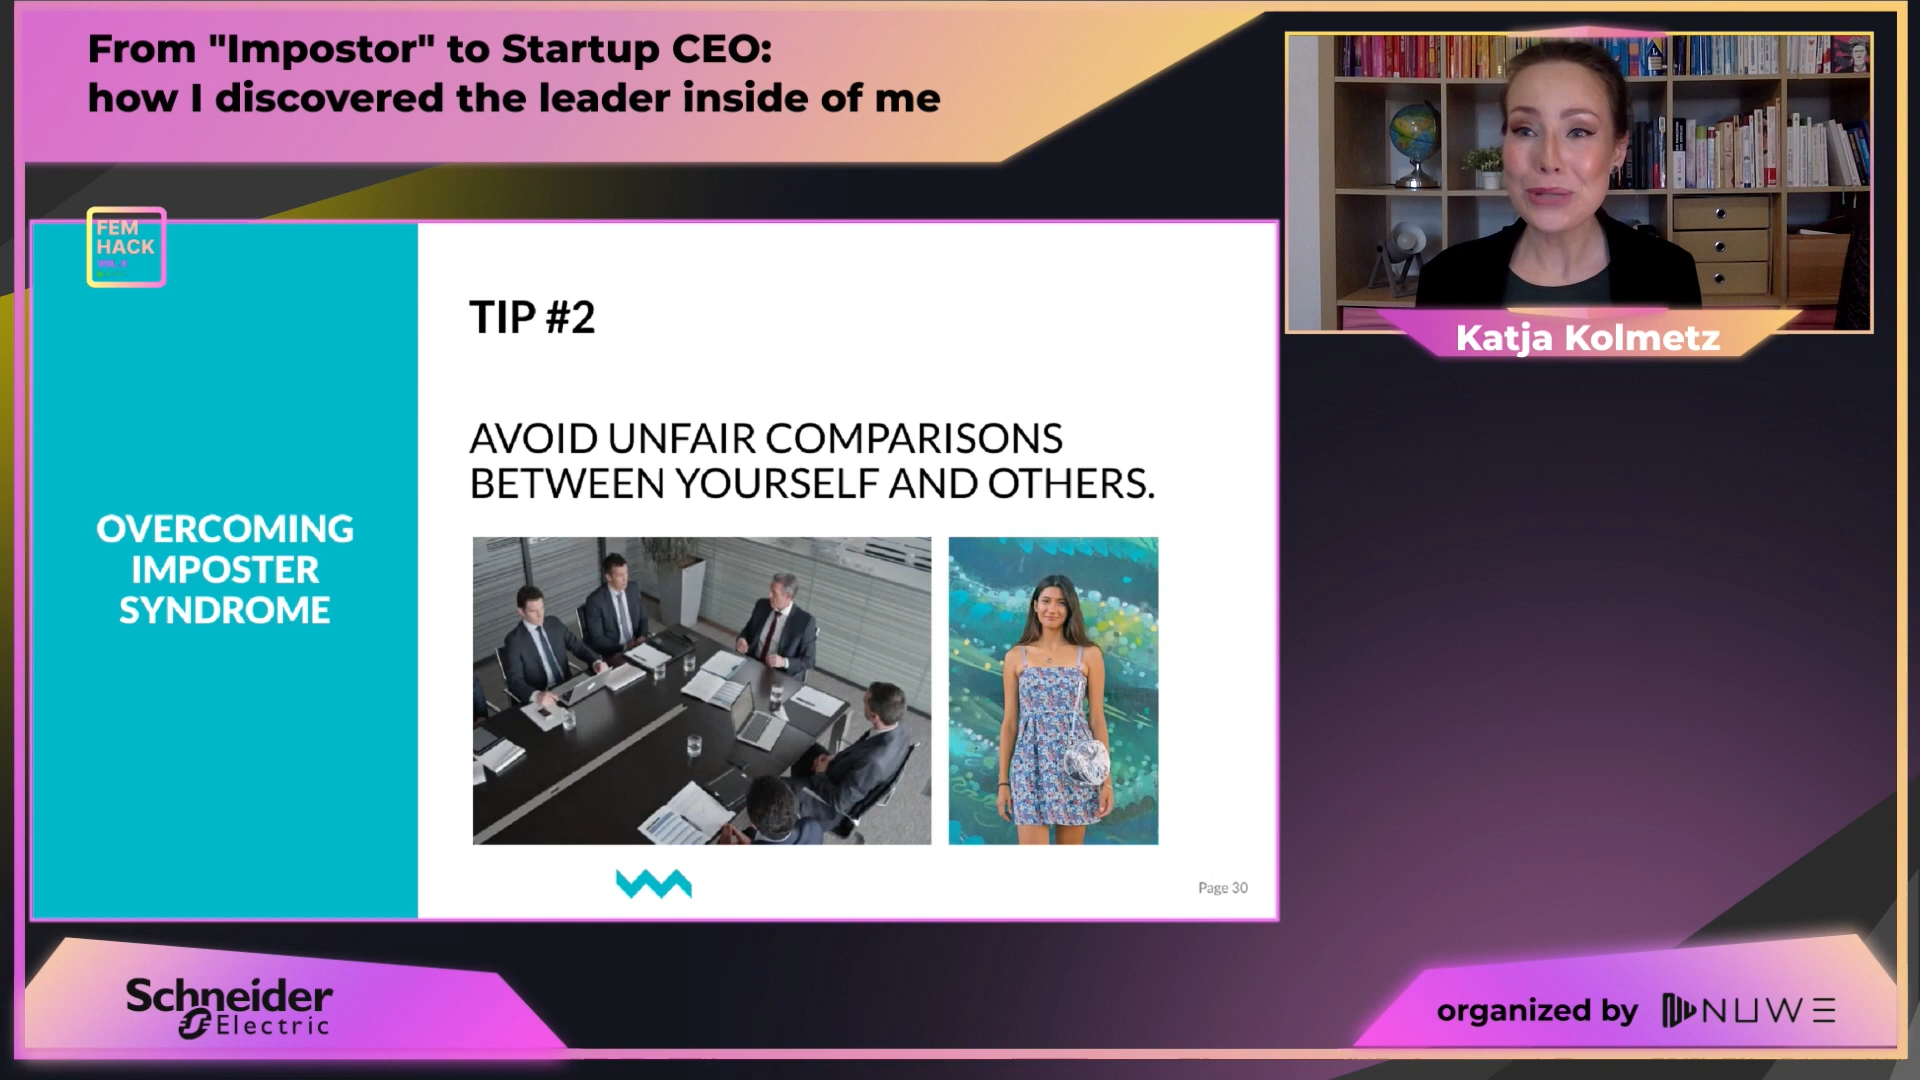 From "Impostor" to Startup CEO:
how I discovered the leader inside of me
Katja Kolmetz
FEM
HACK
OVERCOMING
IMPOSTER
SYNDROME
TIP #2
AVOID UNFAIR COMPARISONS
BETWEEN YOURSELF AND OTHERS.
Page 30
Schneider
Electric
organized by NUWE